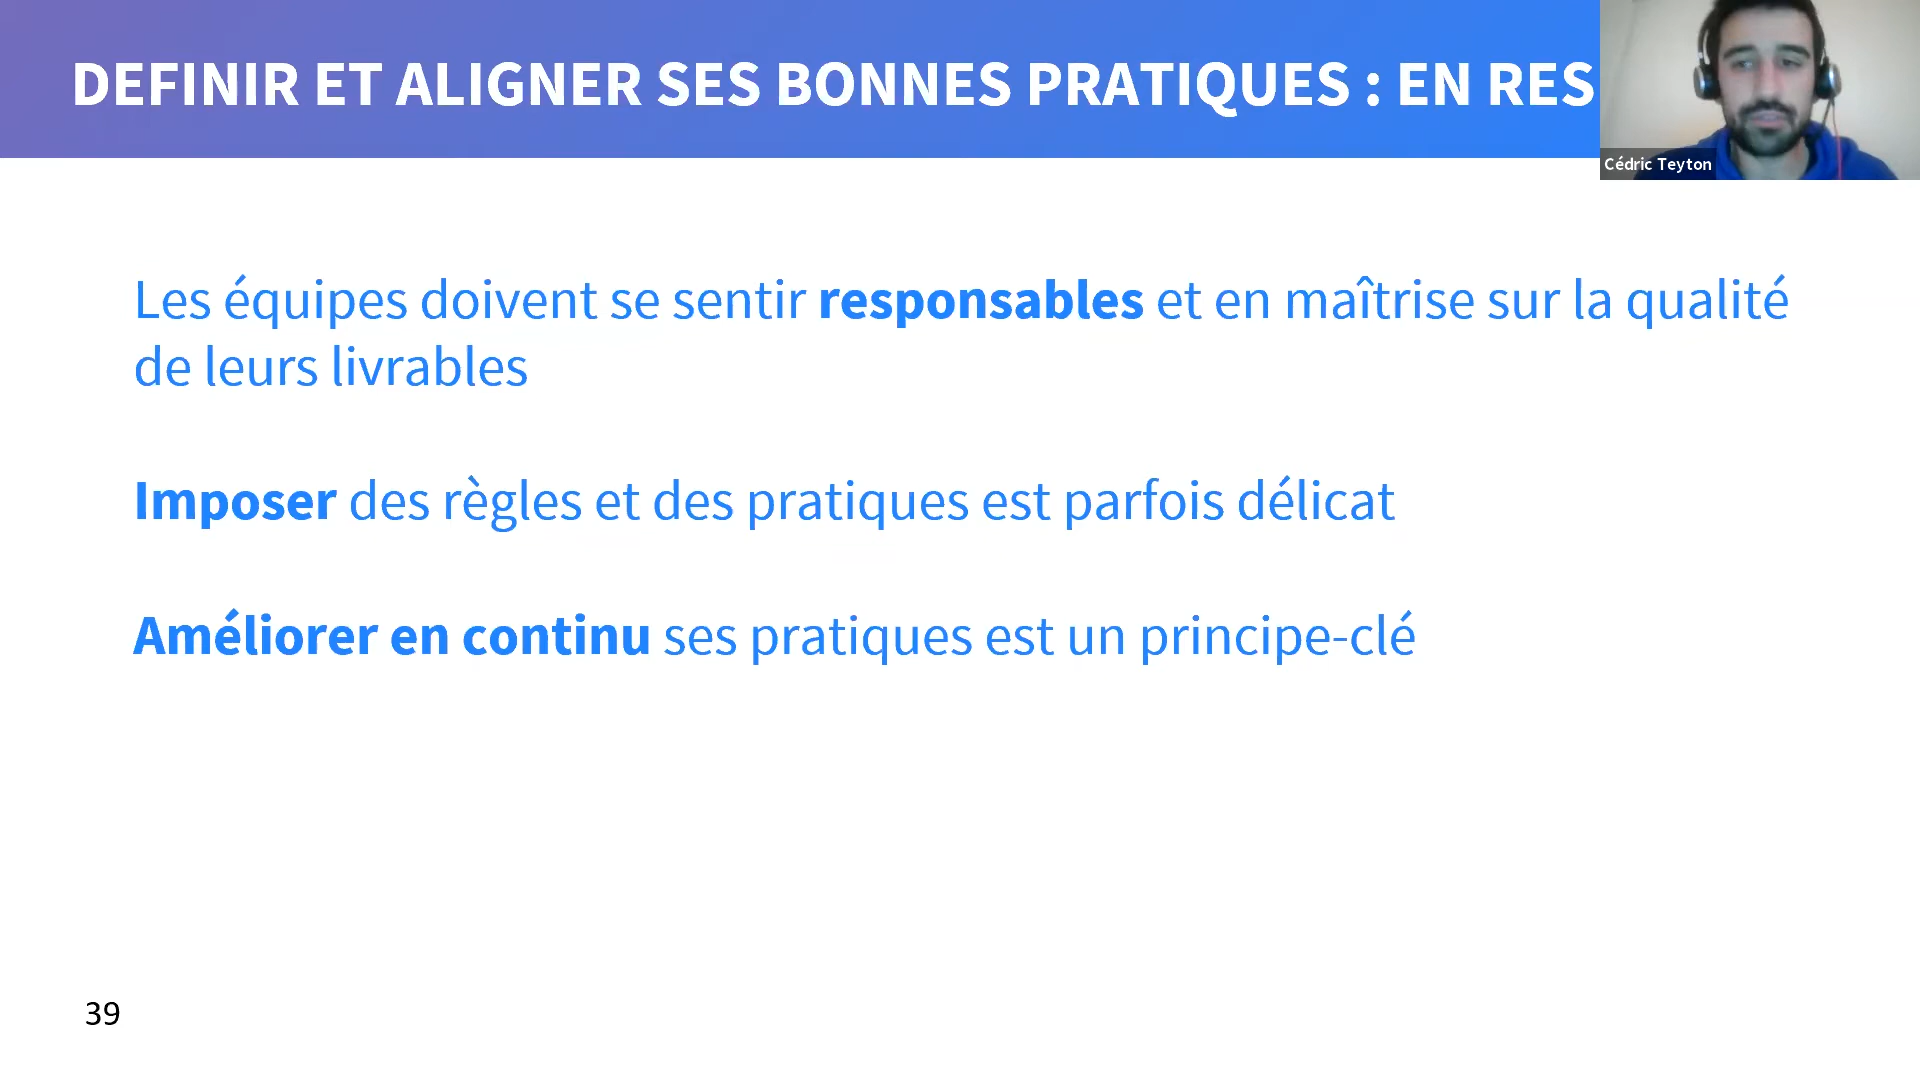 DEFINIR ET ALIGNER SES BONNES PRATIQUES : EN RES
Cédric Teyton
Les équipes doivent se sentir responsables et en maîtrise sur la qualité
de leurs livrables
Imposer des règles et des pratiques est parfois délicat
Améliorer en continu ses pratiques est un principe-clé
39